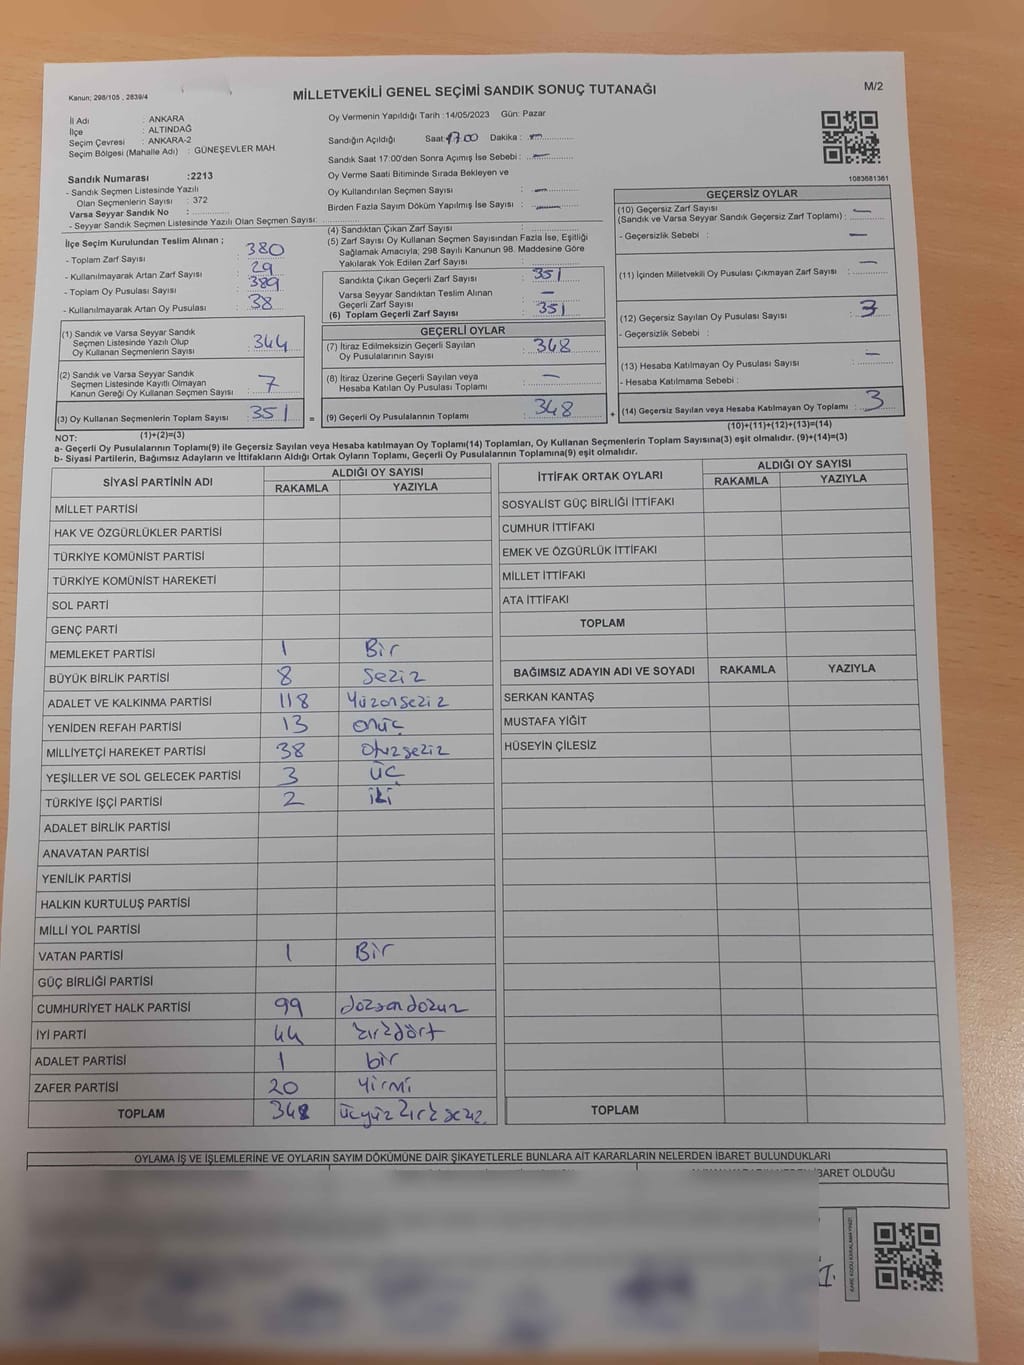 Kanun; 298/105 , 2839/4
MİLLETVEKİLİ GENEL SEÇİMİ SANDIK SONUÇ TUTANAĞI
M/2
İl Adı : ANKARA
İlçe : ALTINDAĞ
Seçim Çevresi : ANKARA-2
Seçim Bölgesi (Mahalle Adı) : GÜNEŞEVLER MAH.
Oy Vermenin Yapıldığı Tarih : 14/05/2023 Gün: Pazar
Sandığın Açıldığı Saat: 17:00 Dakika : —
Sandık Saat 17:00'den Sonra Açılmış İse Sebebi : —
Oy Verme Saati Bitiminde Sırada Bekleyen ve
Oy Kullandırılan Seçmen Sayısı : —
Birden Fazla Sayım Döküm Yapılmış İse Sayısı : —
1083681361
Sandık Numarası :2213
- Sandık Seçmen Listesinde Yazılı
Olan Seçmenlerin Sayısı : 372
Varsa Seyyar Sandık No :
- Seyyar Sandık Seçmen Listesinde Yazılı Olan Seçmen Sayısı:
İlçe Seçim Kurulundan Teslim Alınan ;
- Toplam Zarf Sayısı : 380
- Kullanılmayarak Artan Zarf Sayısı : 29
- Toplam Oy Pusulası Sayısı : 389
- Kullanılmayarak Artan Oy Pusulası : 38
(1) Sandık ve Varsa Seyyar Sandık
Seçmen Listesinde Yazılı Olup
Oy Kullanan Seçmenlerin Sayısı : 344
(2) Sandık ve Varsa Seyyar Sandık
Seçmen Listesinde Kayıtlı Olmayan
Kanun Gereği Oy Kullanan Seçmen Sayısı : 7
(3) Oy Kullanan Seçmenlerin Toplam Sayısı : 351
(1)+(2)=(3)
(4) Sandıktan Çıkan Zarf Sayısı :
(5) Zarf Sayısı Oy Kullanan Seçmen Sayısından Fazla İse, Eşitliği
Sağlamak Amacıyla; 298 Sayılı Kanunun 98. Maddesine Göre
Yakılarak Yok Edilen Zarf Sayısı :
Sandıkta Çıkan Geçerli Zarf Sayısı : 351
Varsa Seyyar Sandıktan Teslim Alınan
Geçerli Zarf Sayısı : —
(6) Toplam Geçerli Zarf Sayısı : 351
GEÇERLİ OYLAR
(7) İtiraz Edilmeksizin Geçerli Sayılan
Oy Pusulalarının Sayısı : 348
(8) İtiraz Üzerine Geçerli Sayılan veya
Hesaba Katılan Oy Pusulası Toplamı : —
= (9) Geçerli Oy Pusulalarının Toplamı : 348
GEÇERSİZ OYLAR
(10) Geçersiz Zarf Sayısı
(Sandık ve Varsa Seyyar Sandık Geçersiz Zarf Toplamı) : —
- Geçersizlik Sebebi : —
(11) İçinden Milletvekili Oy Pusulası Çıkmayan Zarf Sayısı : —
(12) Geçersiz Sayılan Oy Pusulası Sayısı : 3
- Geçersizlik Sebebi :
(13) Hesaba Katılmayan Oy Pusulası Sayısı : —
- Hesaba Katılmama Sebebi :
+ (14) Geçersiz Sayılan veya Hesaba Katılmayan Oy Toplamı : 3
(10)+(11)+(12)+(13)=(14)
NOT:
a- Geçerli Oy Pusulalarının Toplamı(9) ile Geçersiz Sayılan veya Hesaba katılmayan Oy Toplamı(14) Toplamları, Oy Kullanan Seçmenlerin Toplam Sayısına(3) eşit olmalıdır. (9)+(14)=(3)
b- Siyasi Partilerin, Bağımsız Adayların ve İttifakların Aldığı Ortak Oyların Toplamı, Geçerli Oy Pusulalarının Toplamına(9) eşit olmalıdır.
SİYASİ PARTİNİN ADI ALDIĞI OY SAYISI
RAKAMLA YAZIYLA
MİLLET PARTİSİ
HAK VE ÖZGÜRLÜKLER PARTİSİ
TÜRKİYE KOMÜNİST PARTİSİ
TÜRKİYE KOMÜNİST HAREKETİ
SOL PARTİ
GENÇ PARTİ
MEMLEKET PARTİSİ 1 Bir
BÜYÜK BİRLİK PARTİSİ 8 Sekiz
ADALET VE KALKINMA PARTİSİ 118 Yüzonsekiz
YENİDEN REFAH PARTİSİ 13 onüç
MİLLİYETÇİ HAREKET PARTİSİ 38 otuzsekiz
YEŞİLLER VE SOL GELECEK PARTİSİ 3 üç
TÜRKİYE İŞÇİ PARTİSİ 2 iki
ADALET BİRLİK PARTİSİ
ANAVATAN PARTİSİ
YENİLİK PARTİSİ
HALKIN KURTULUŞ PARTİSİ
MİLLİ YOL PARTİSİ
VATAN PARTİSİ 1 Bir
GÜÇ BİRLİĞİ PARTİSİ
CUMHURİYET HALK PARTİSİ 99 doksandokuz
İYİ PARTİ 44 kırkdört
ADALET PARTİSİ 1 bir
ZAFER PARTİSİ 20 Yirmi
TOPLAM 348 üçyüzkırksekiz
İTTİFAK ORTAK OYLARI ALDIĞI OY SAYISI
RAKAMLA YAZIYLA
SOSYALİST GÜÇ BİRLİĞİ İTTİFAKI
CUMHUR İTTİFAKI
EMEK VE ÖZGÜRLÜK İTTİFAKI
MİLLET İTTİFAKI
ATA İTTİFAKI
TOPLAM
BAĞIMSIZ ADAYIN ADI VE SOYADI RAKAMLA YAZIYLA
SERKAN KANTAŞ
MUSTAFA YİĞİT
HÜSEYİN ÇİLESİZ
TOPLAM
OYLAMA İŞ VE İŞLEMLERİNE VE OYLARIN SAYIM DÖKÜMÜNE DAİR ŞİKAYETLERLE BUNLARA AİT KARARLARIN NELERDEN İBARET BULUNDUKLARI
İBARET OLDUĞU
KARE KODU KARALAMAYINIZ!